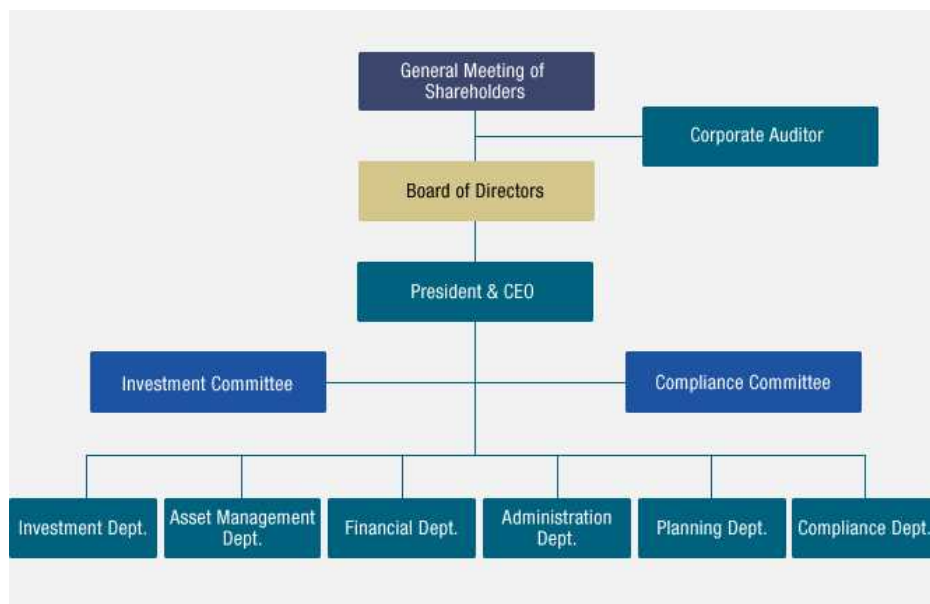 General Meeting of
Shareholders
Corporate Auditor
Board of Directors
President & CEO
Investment Committee
Compliance Committee
Investment Dept.
Asset Management
Dept.
Financial Dept.
Administration
Dept.
Planning Dept.
Compliance Dept.